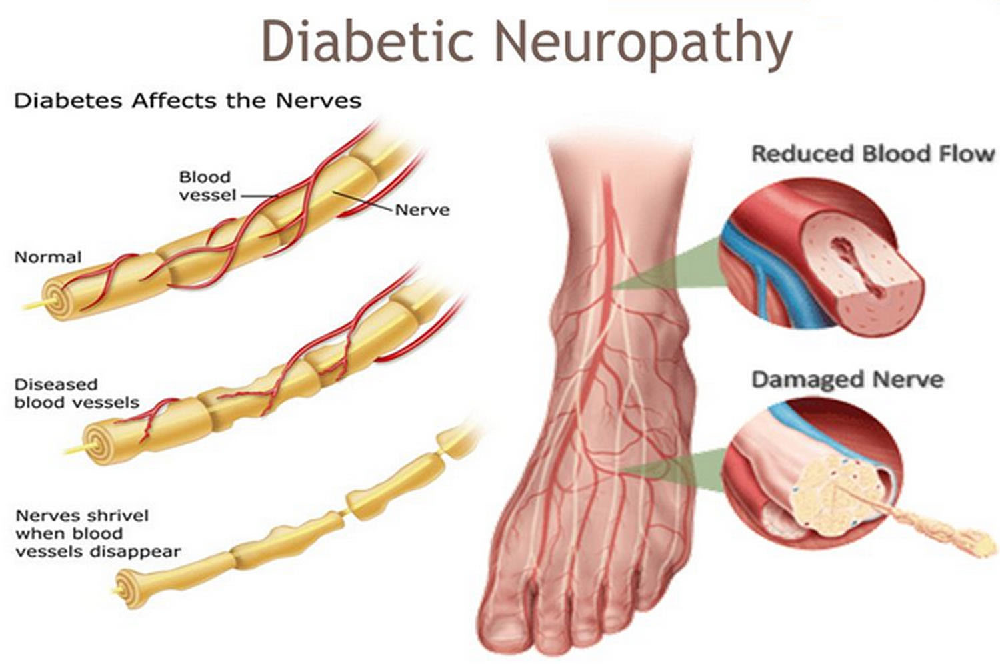 Diabetic Neuropathy
Diabetes Affects the Nerves
Blood
vessel
Nerve
Normal
Diseased
blood vessels
Nerves shrivel
when blood
vessels disappear
Reduced Blood Flow
Damaged Nerve